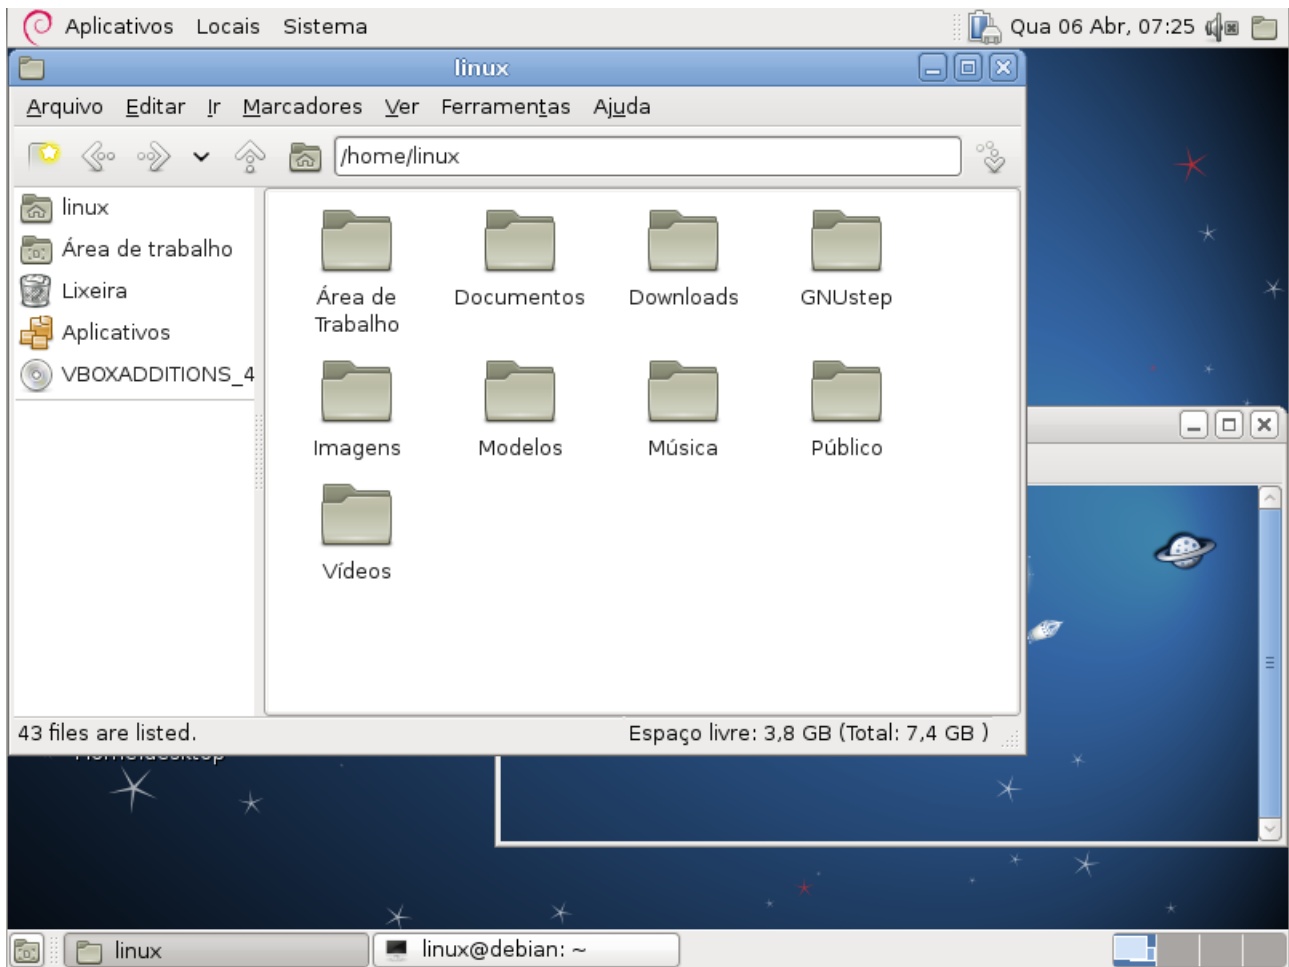 Aplicativos Locais Sistema
Qua 06 Abr, 07:25
linux
Arquivo Editar Ir Marcadores Ver Ferramentas Ajuda
/home/linux
linux
Área de trabalho
Lixeira
Aplicativos
VBOXADDITIONS_4
Área de Trabalho
Documentos
Downloads
GNUstep
Imagens
Modelos
Música
Público
Vídeos
43 files are listed.
Espaço livre: 3,8 GB (Total: 7,4 GB )
linux
linux@debian: ~